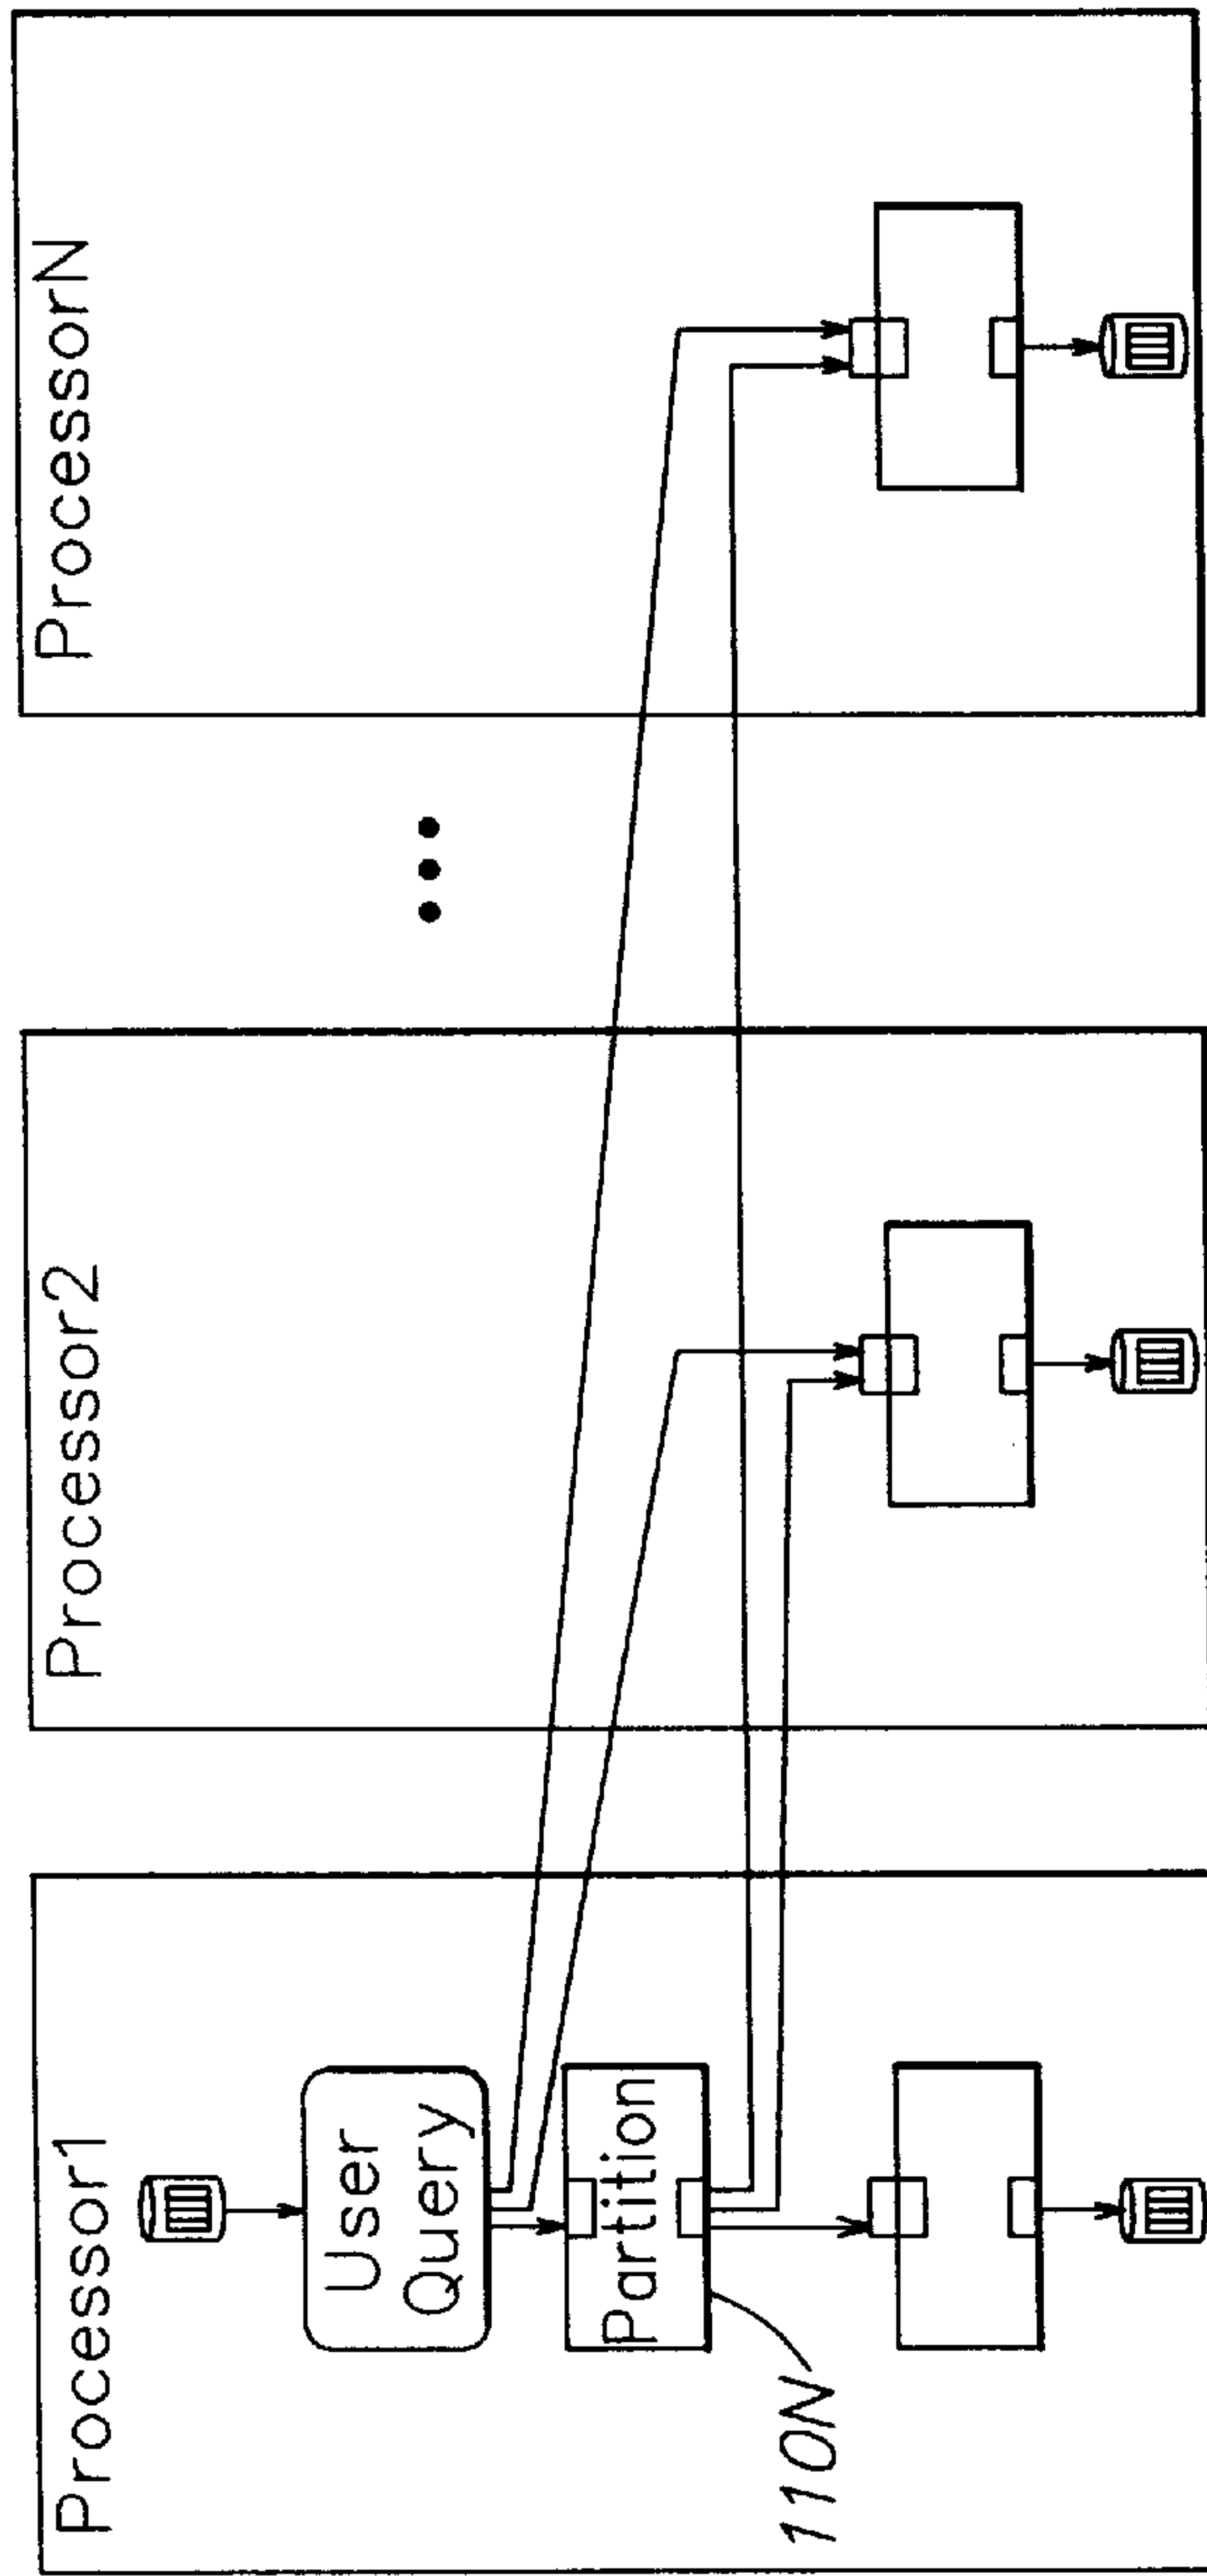 Processor1
User
Query
Partition
110N
Processor2
ProcessorN